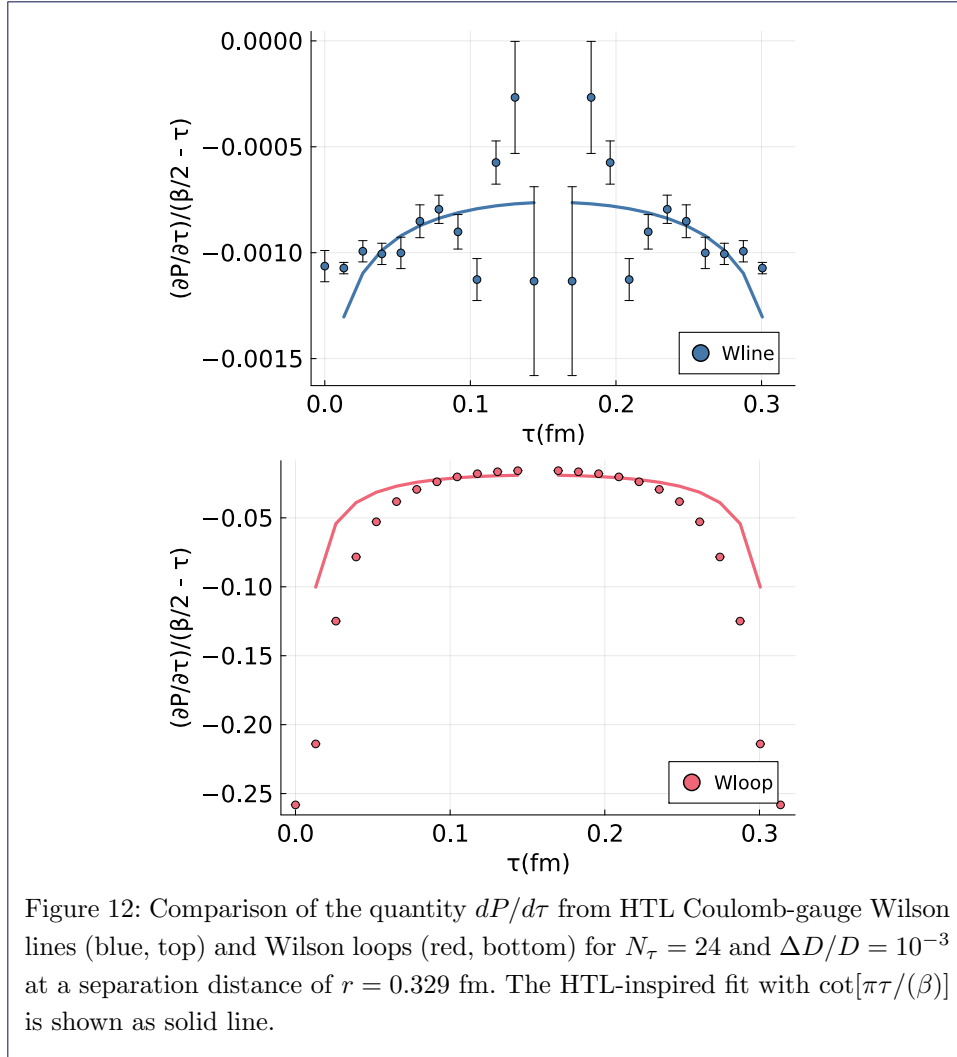 0.0000
−0.0005
−0.0010
−0.0015
(∂P/∂τ)/(β/2 - τ)
Wline
0.0 0.1 0.2 0.3
τ(fm)
−0.05
−0.10
−0.15
−0.20
−0.25
(∂P/∂τ)/(β/2 - τ)
Wloop
0.0 0.1 0.2 0.3
τ(fm)
Figure 12: Comparison of the quantity dP/dτ from HTL Coulomb-gauge Wilson
lines (blue, top) and Wilson loops (red, bottom) for Nτ = 24 and ΔD/D = 10⁻³
at a separation distance of r = 0.329 fm. The HTL-inspired fit with cot[πτ/(β)]
is shown as solid line.